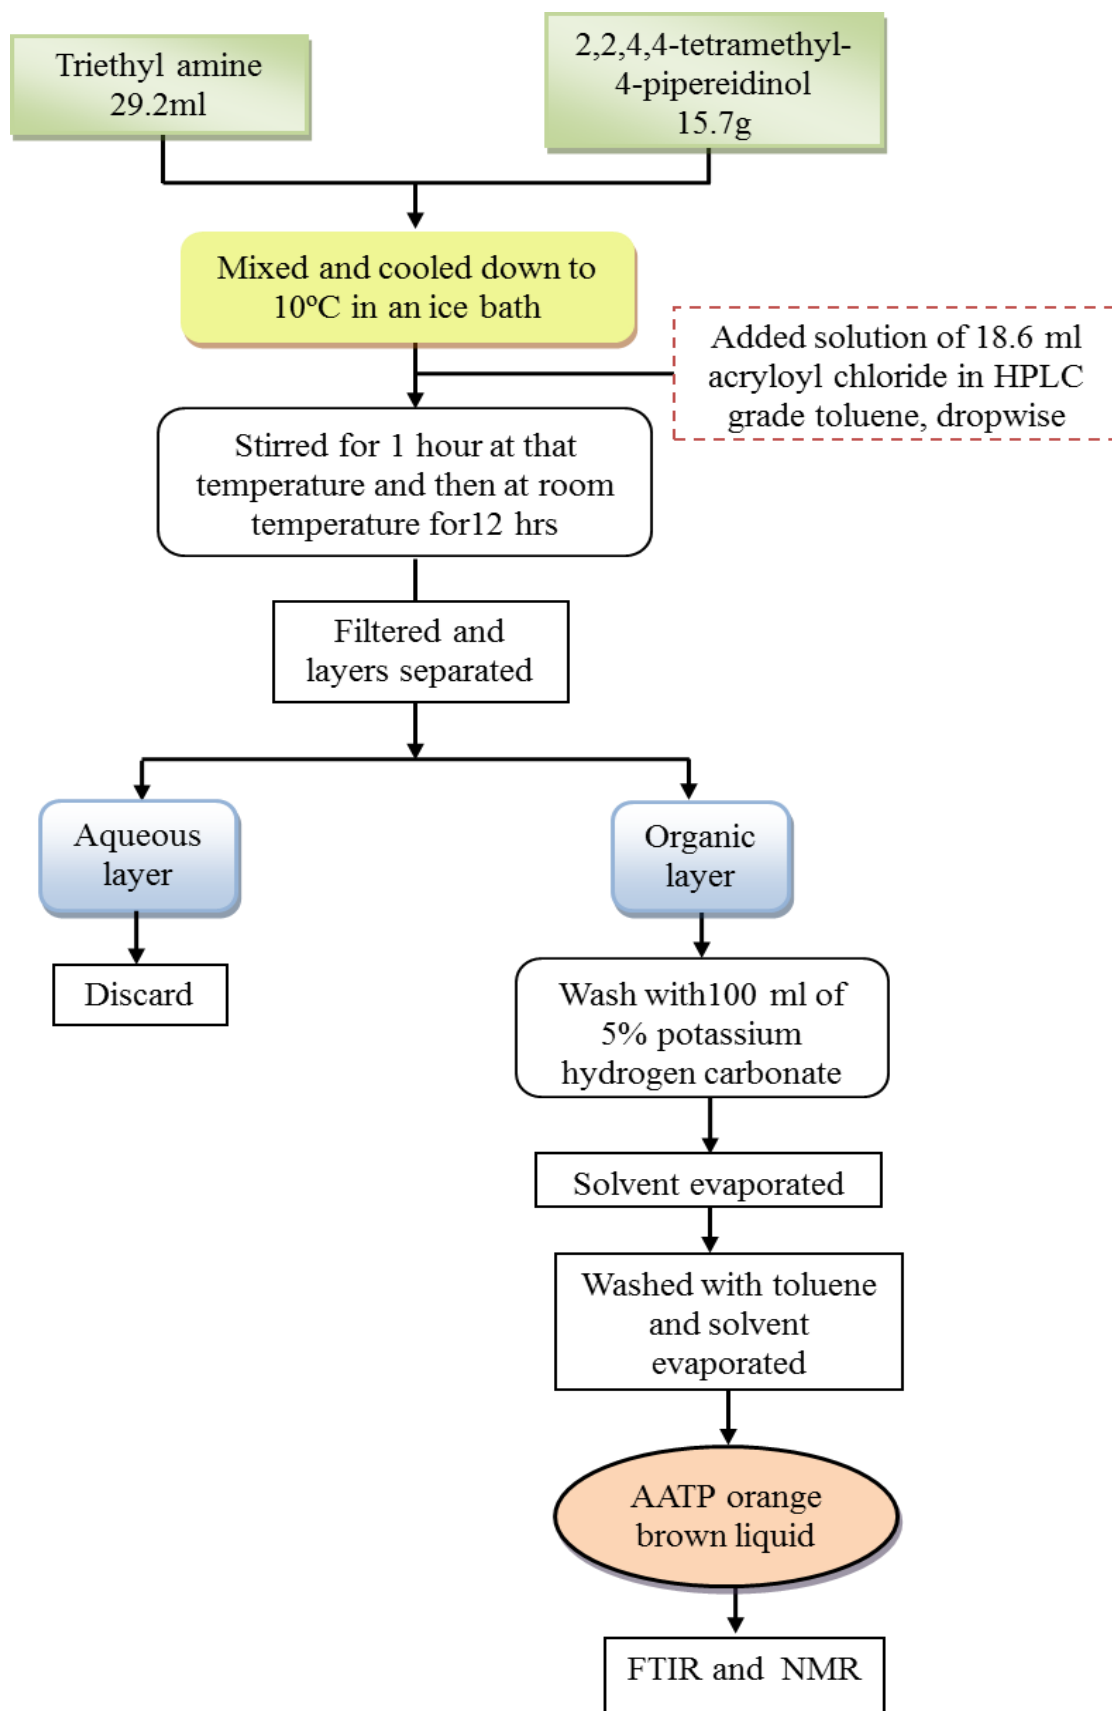 Triethyl amine
29.2ml
2,2,4,4-tetramethyl-
4-pipereidinol
15.7g
Mixed and cooled down to
10ºC in an ice bath
Added solution of 18.6 ml
acryloyl chloride in HPLC
grade toluene, dropwise
Stirred for 1 hour at that
temperature and then at room
temperature for12 hrs
Filtered and
layers separated
Aqueous
layer
Organic
layer
Discard
Wash with100 ml of
5% potassium
hydrogen carbonate
Solvent evaporated
Washed with toluene
and solvent
evaporated
AATP orange
brown liquid
FTIR and NMR